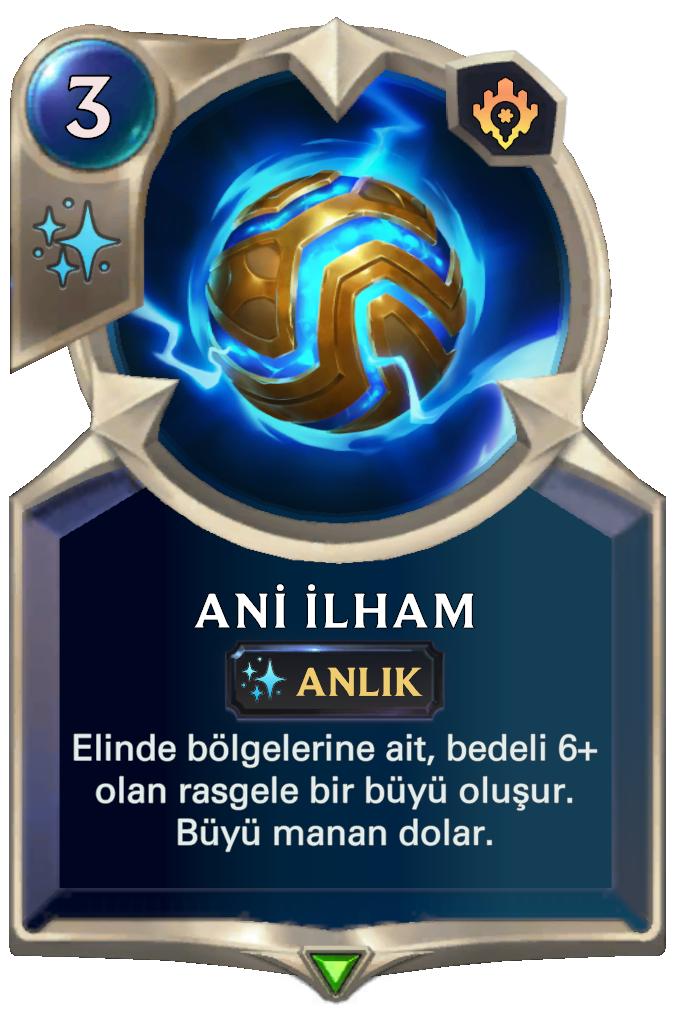 3
ANİ İLHAM
ANLIK
Elinde bölgelerine ait, bedeli 6+
olan rasgele bir büyü oluşur.
Büyü manan dolar.